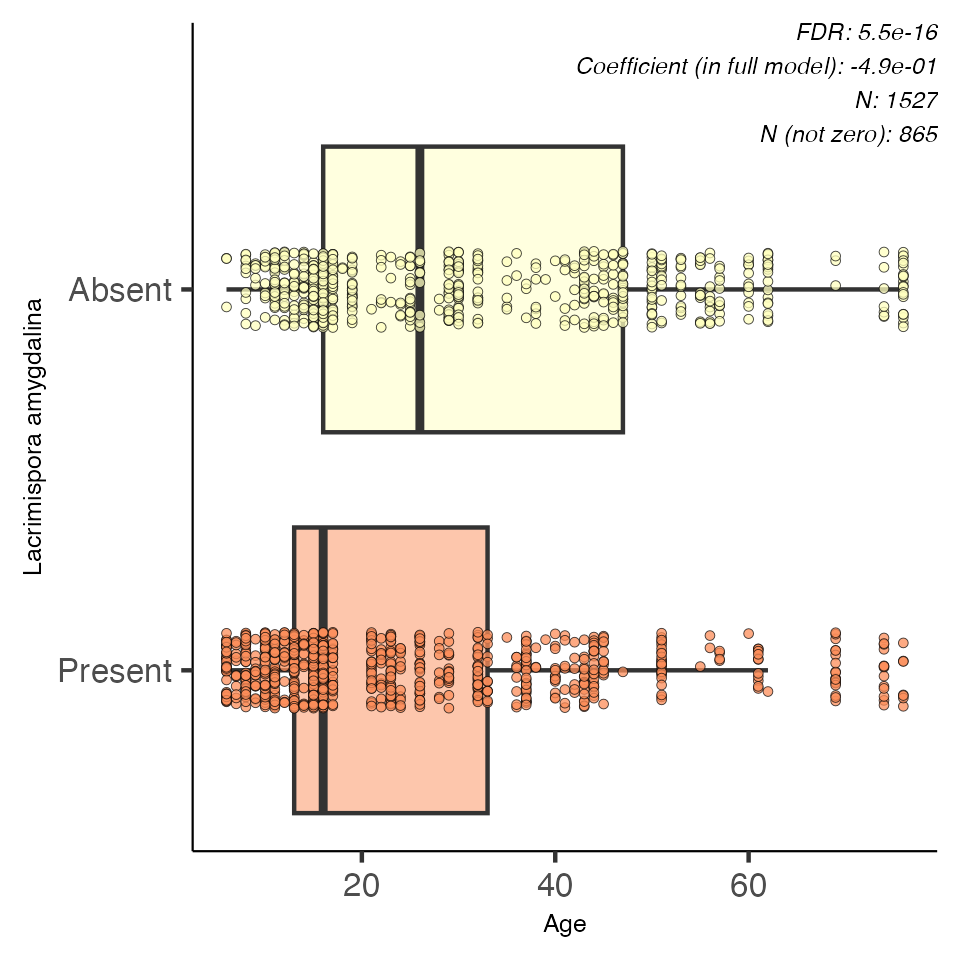 FDR: 5.5e-16
Coefficient (in full model): -4.9e-01
N: 1527
N (not zero): 865
Lacrimispora amygdalina
Absent
Present
20 40 60
Age